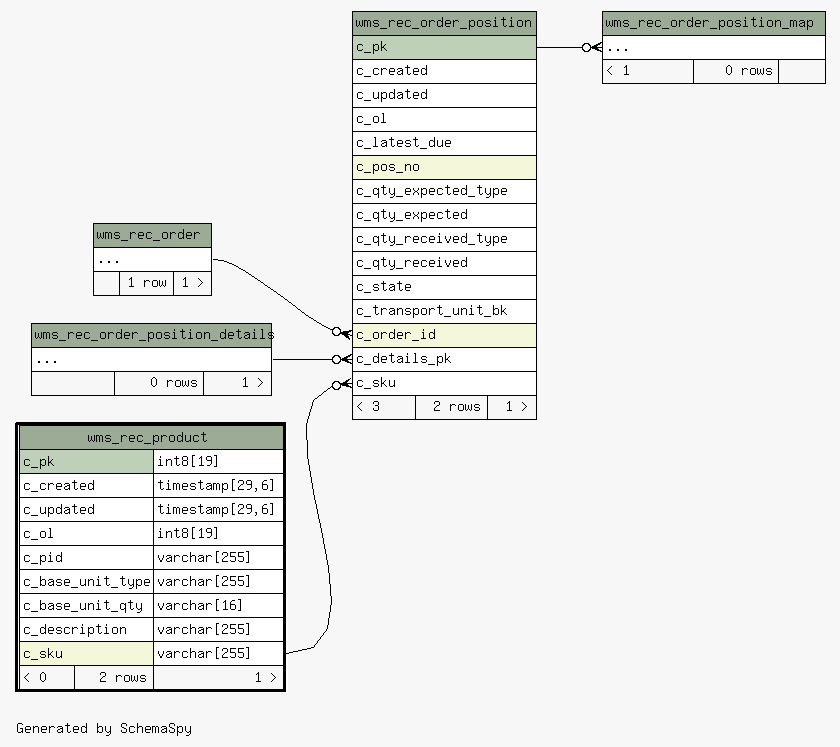 wms_rec_order_position
c_pk
c_created
c_updated
c_ol
c_latest_due
c_pos_no
c_qty_expected_type
c_qty_expected
c_qty_received_type
c_qty_received
c_state
c_transport_unit_bk
c_order_id
c_details_pk
c_sku
< 3 2 rows 1 >
wms_rec_order_position_map
...
< 1 0 rows
wms_rec_order
...
1 row 1 >
wms_rec_order_position_details
...
0 rows 1 >
wms_rec_product
c_pk int8[19]
c_created timestamp[29,6]
c_updated timestamp[29,6]
c_ol int8[19]
c_pid varchar[255]
c_base_unit_type varchar[255]
c_base_unit_qty varchar[16]
c_description varchar[255]
c_sku varchar[255]
< 0 2 rows 1 >
Generated by SchemaSpy